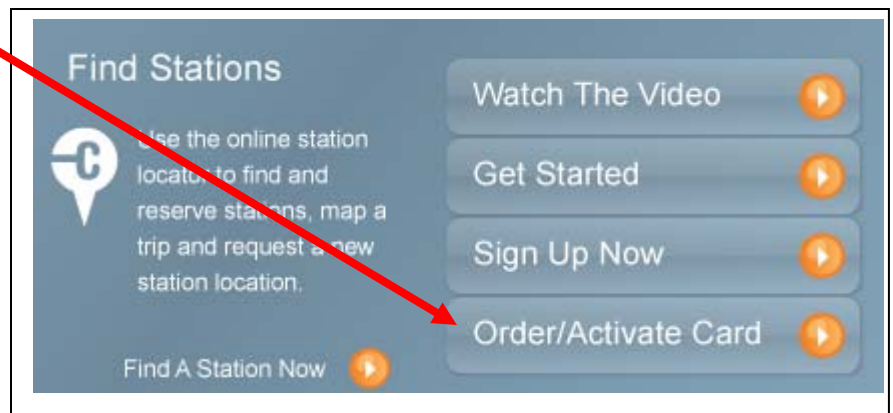 Find Stations
Use the online station
locator to find and
reserve stations, map a
trip and request a new
station location.
Find A Station Now
Watch The Video
Get Started
Sign Up Now
Order/Activate Card